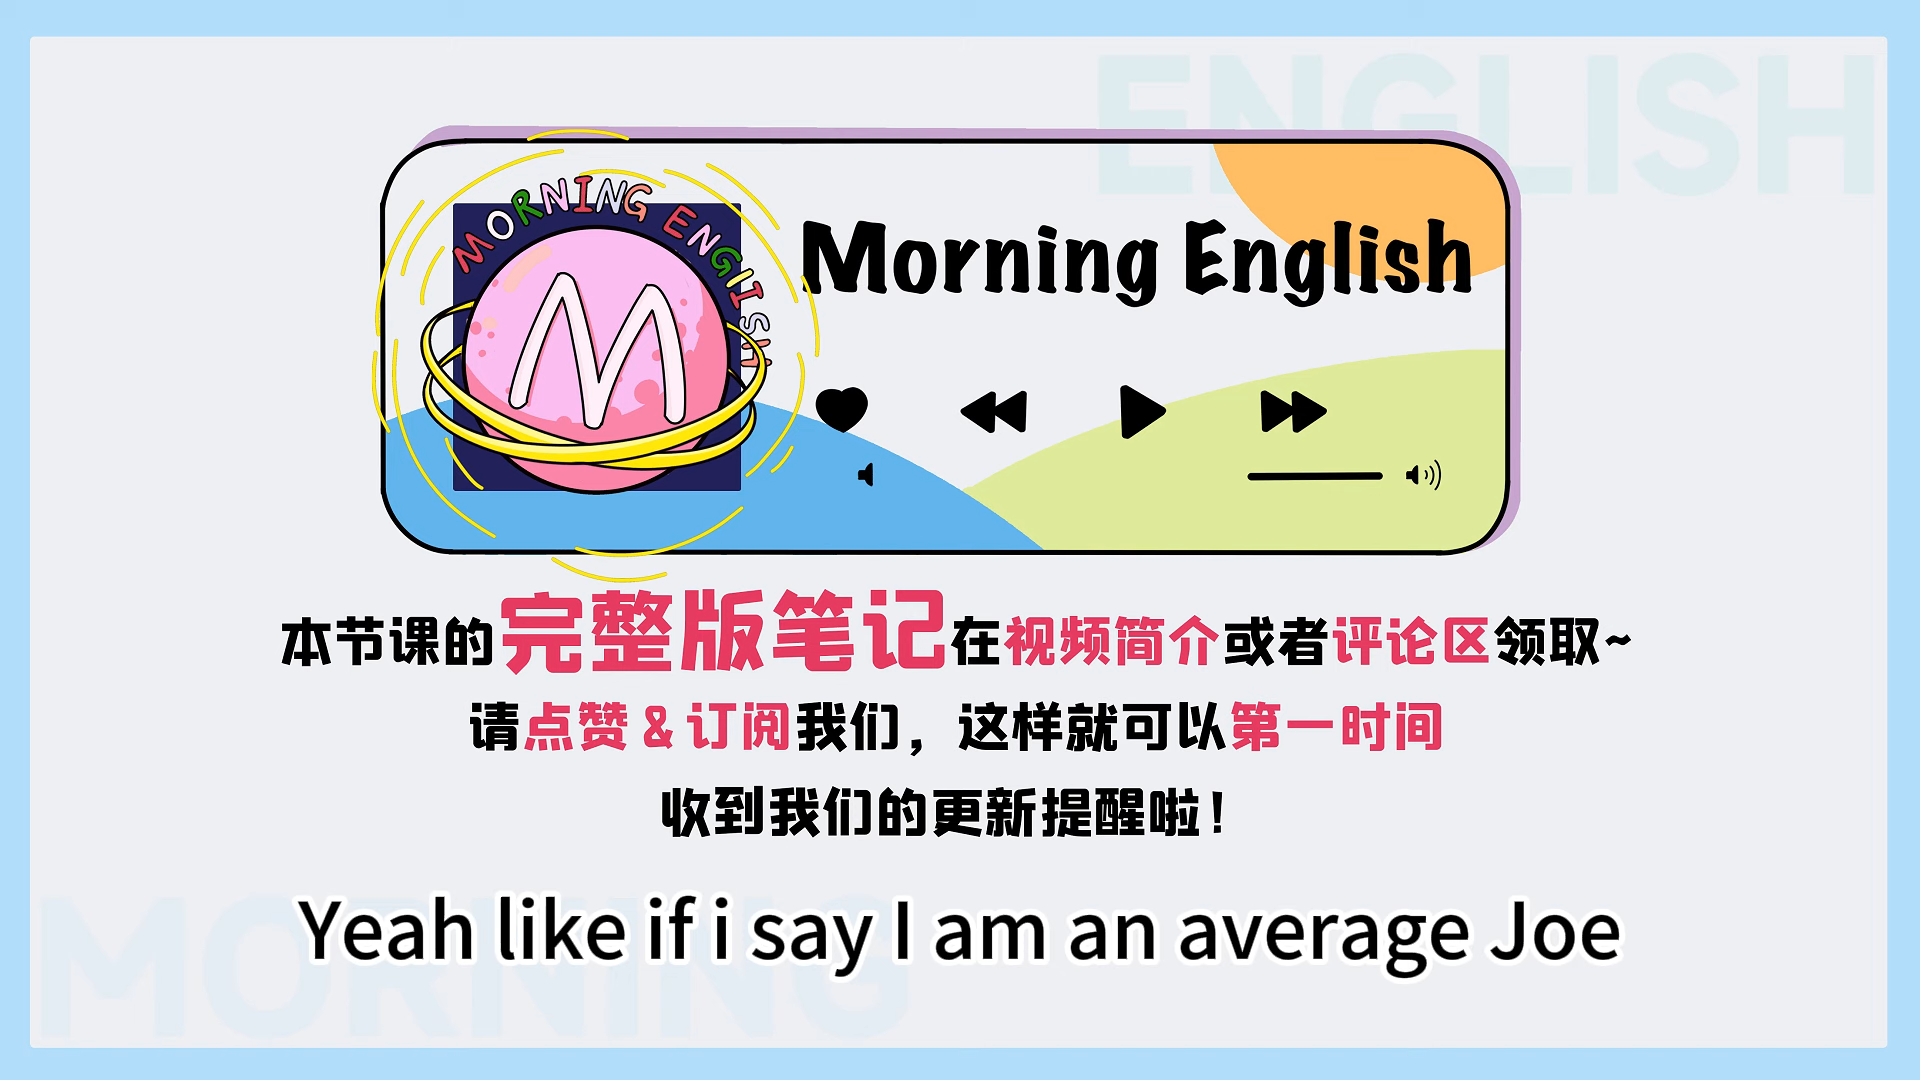 ENGLISH
MORNING ENGLISH
M
Morning English
本节课的完整版笔记在视频简介或者评论区领取~
请点赞&订阅我们，这样就可以第一时间
收到我们的更新提醒啦！
MORNING
Yeah like if i say I am an average Joe